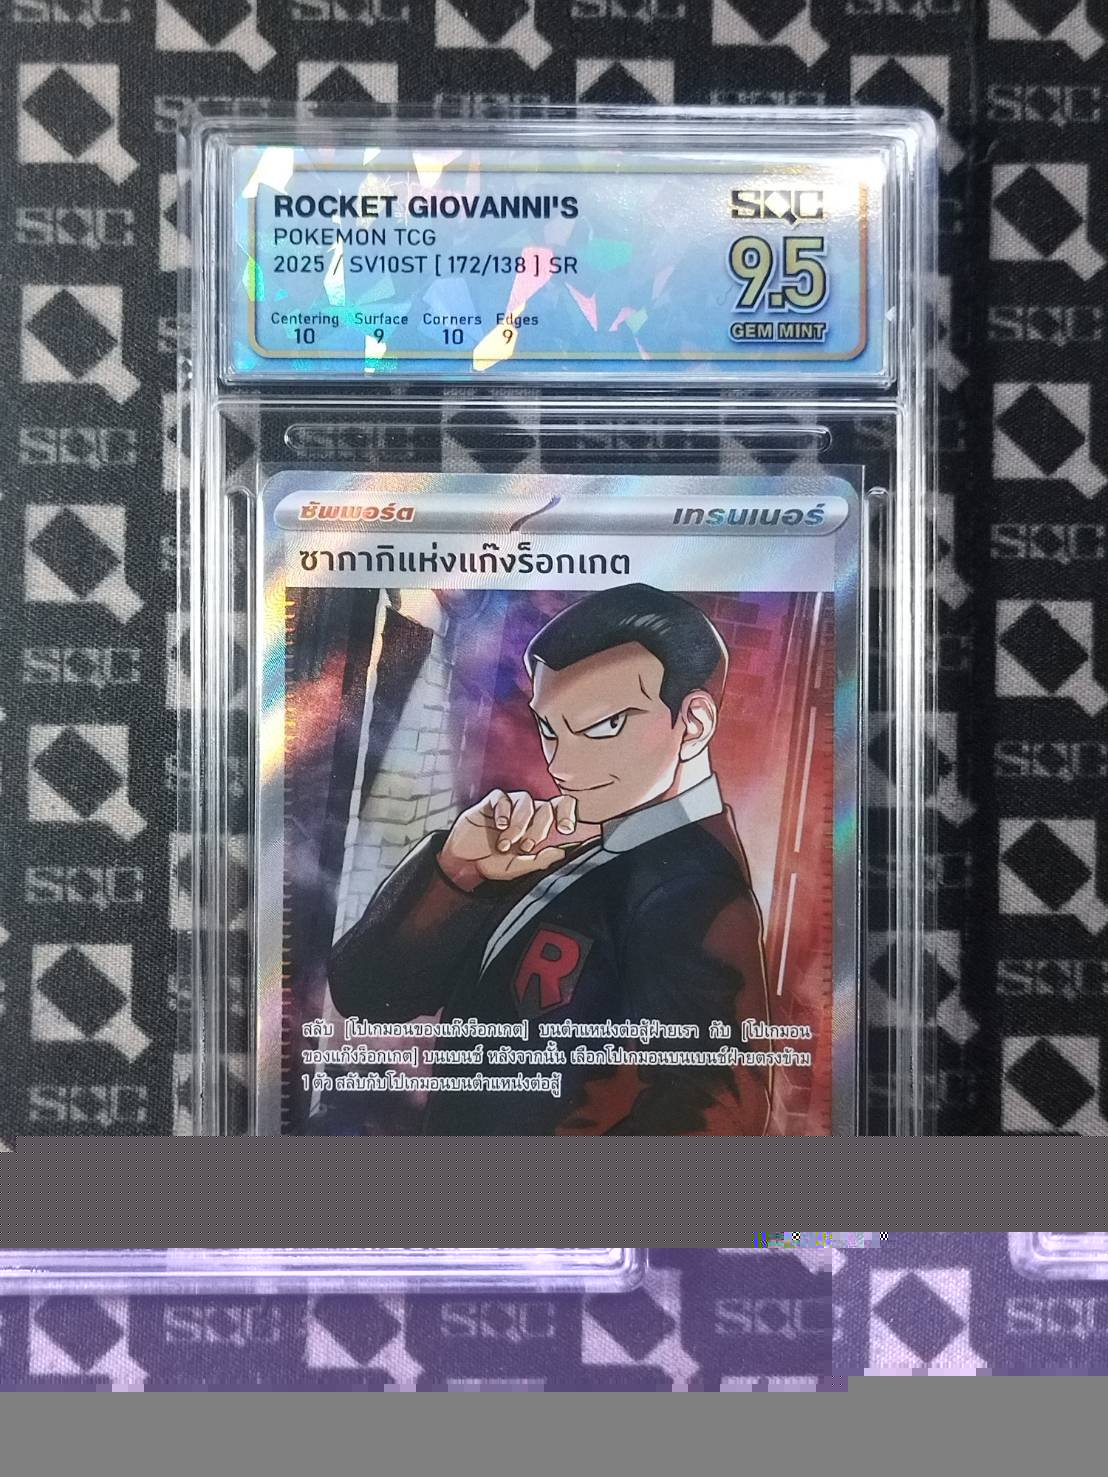 ROCKET GIOVANNI'S
POKEMON TCG
2025 / SV10ST [ 172/138 ] SR
Centering Surface Corners Edges
10 9 10 9
SQC
9.5
GEM MINT
ซัพพอร์ต
เทรนเนอร์
ซากากิแห่งแก๊งร็อกเกต
R
สลับ [โปเกมอนของแก๊งร็อกเกต] บนตำแหน่งต่อสู้ฝ่ายเรา กับ [โปเกมอน
ของแก๊งร็อกเกต] บนเบนช์ หลังจากนั้น เลือกโปเกมอนบนเบนช์ฝ่ายตรงข้าม
1 ตัว สลับกับโปเกมอนบนตำแหน่งต่อสู้